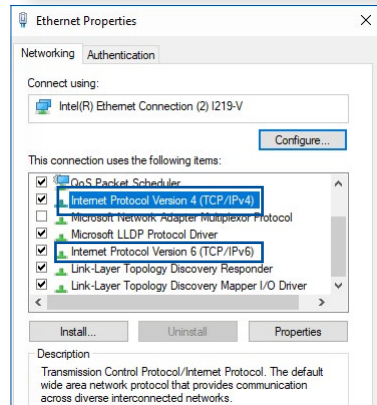 Ethernet Properties
Networking Authentication
Connect using:
Intel(R) Ethernet Connection (2) I219-V
Configure...
This connection uses the following items:
QoS Packet Scheduler
Internet Protocol Version 4 (TCP/IPv4)
Microsoft Network Adapter Multiplexor Protocol
Microsoft LLDP Protocol Driver
Internet Protocol Version 6 (TCP/IPv6)
Link-Layer Topology Discovery Responder
Link-Layer Topology Discovery Mapper I/O Driver
Install... Uninstall Properties
Description
Transmission Control Protocol/Internet Protocol. The default
wide area network protocol that provides communication
across diverse interconnected networks.